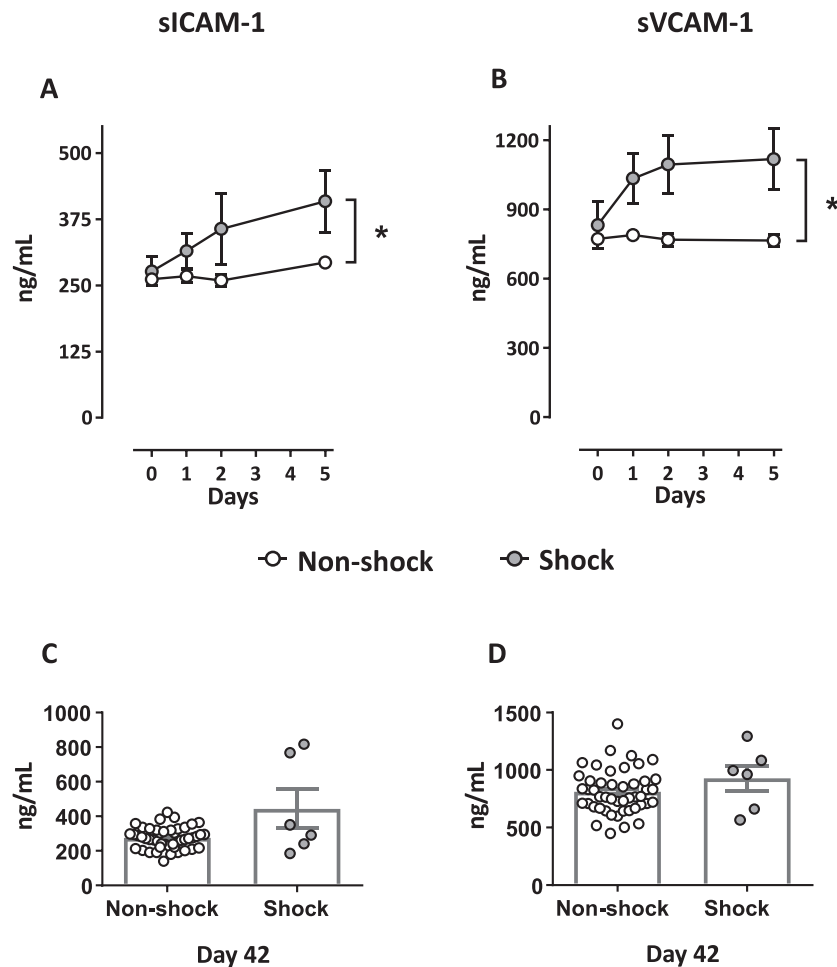 sICAM-1
sVCAM-1
A
B
500
375
250
125
0
ng/mL
*
0 1 2 3 4 5
Days
1200
900
600
300
0
ng/mL
*
0 1 2 3 4 5
Days
Non-shock
Shock
C
D
1000
800
600
400
200
0
ng/mL
Non-shock
Shock
Day 42
1500
1000
500
0
ng/mL
Non-shock
Shock
Day 42